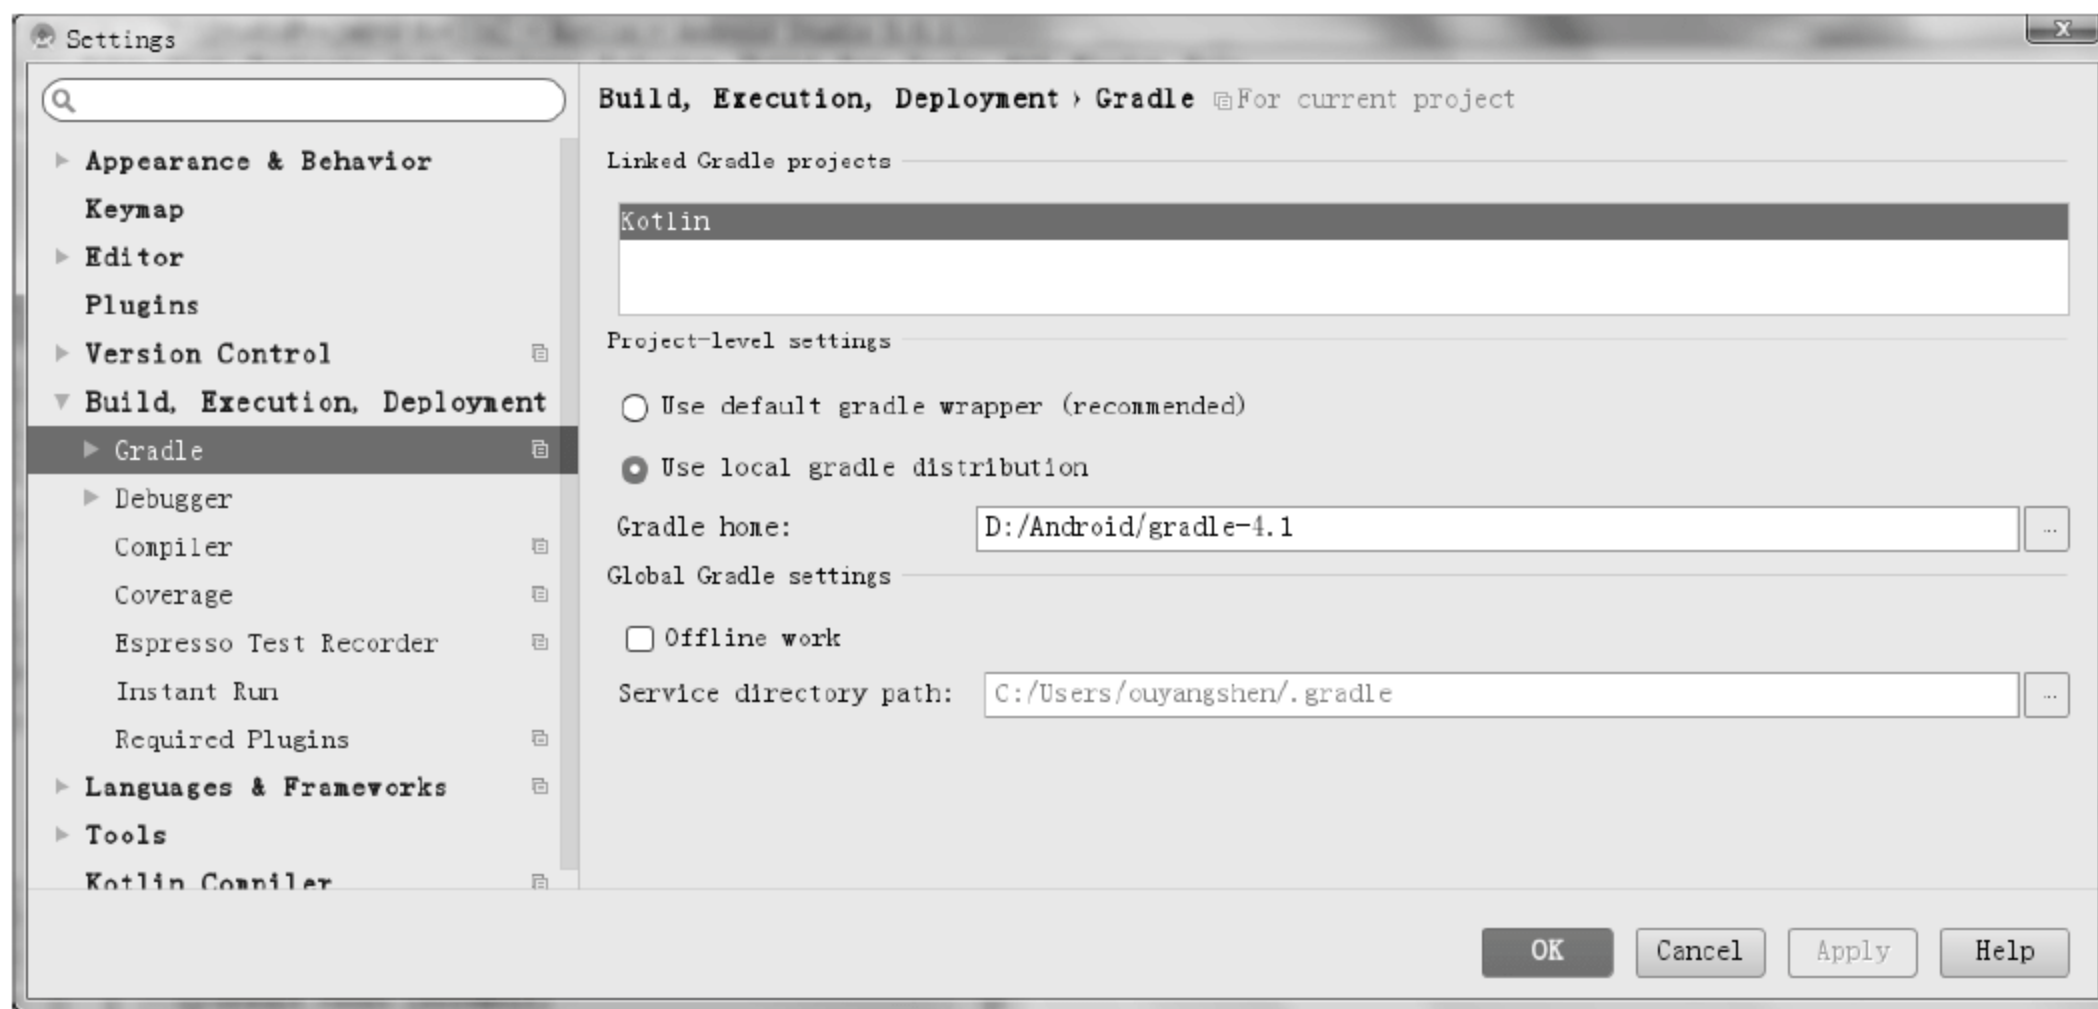 Settings
Build, Execution, Deployment › Gradle For current project
Appearance & Behavior
Keymap
Editor
Plugins
Version Control
Build, Execution, Deployment
Gradle
Debugger
Compiler
Coverage
Espresso Test Recorder
Instant Run
Required Plugins
Languages & Frameworks
Tools
Kotlin Compiler
Linked Gradle projects
Kotlin
Project-level settings
Use default gradle wrapper (recommended)
Use local gradle distribution
Gradle home: D:/Android/gradle-4.1 ...
Global Gradle settings
Offline work
Service directory path: C:/Users/ouyangshen/.gradle ...
OK Cancel Apply Help